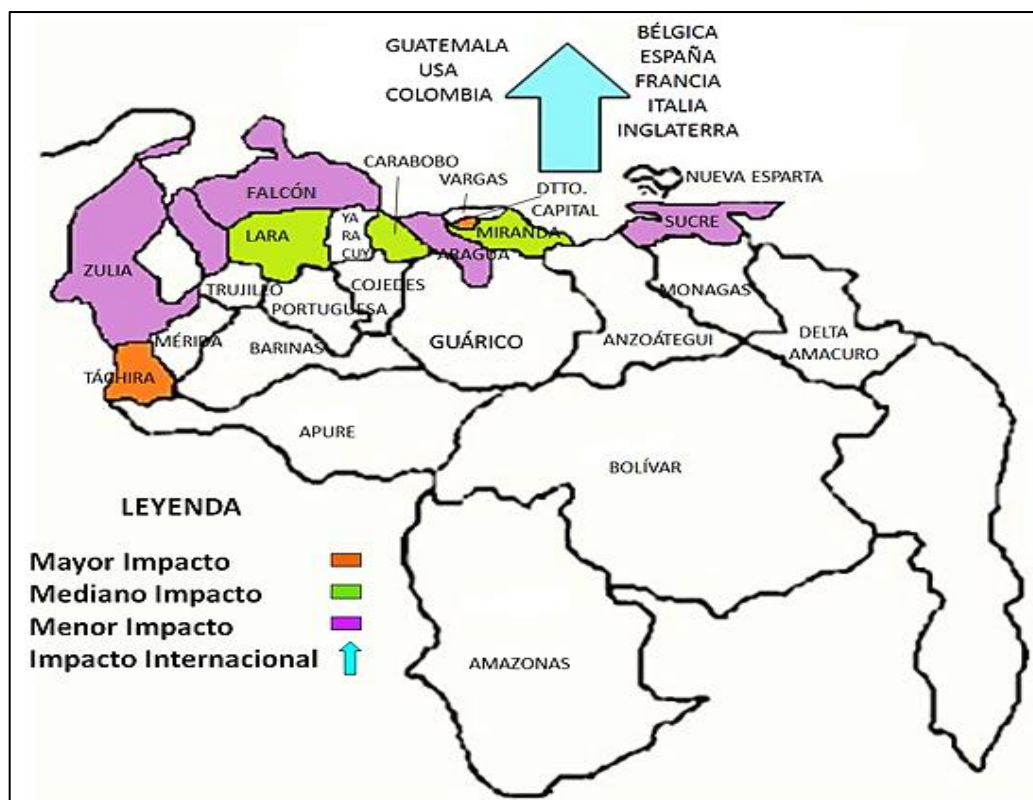 GUATEMALA
USA
COLOMBIA
BÉLGICA
ESPAÑA
FRANCIA
ITALIA
INGLATERRA
CARABOBO
VARGAS
DTTO.
CAPITAL
NUEVA ESPARTA
FALCÓN
LARA
YA
RA
CUY
MIRANDA
ARAGUA
SUCRE
ZULIA
TRUJILLO
COJEDES
PORTUGUESA
MONAGAS
MÉRIDA
BARINAS
GUÁRICO
ANZOÁTEGUI
DELTA
AMACURO
TÁCHIRA
APURE
BOLÍVAR
AMAZONAS
LEYENDA
Mayor Impacto
Mediano Impacto
Menor Impacto
Impacto Internacional